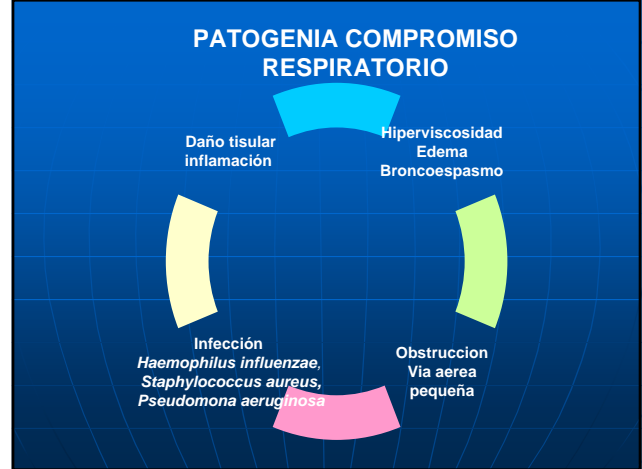 PATOGENIA COMPROMISO
RESPIRATORIO
Daño tisular
inflamación
Hiperviscosidad
Edema
Broncoespasmo
Infección
Haemophilus influenzae,
Staphylococcus aureus,
Pseudomona aeruginosa
Obstruccion
Via aerea
pequeña